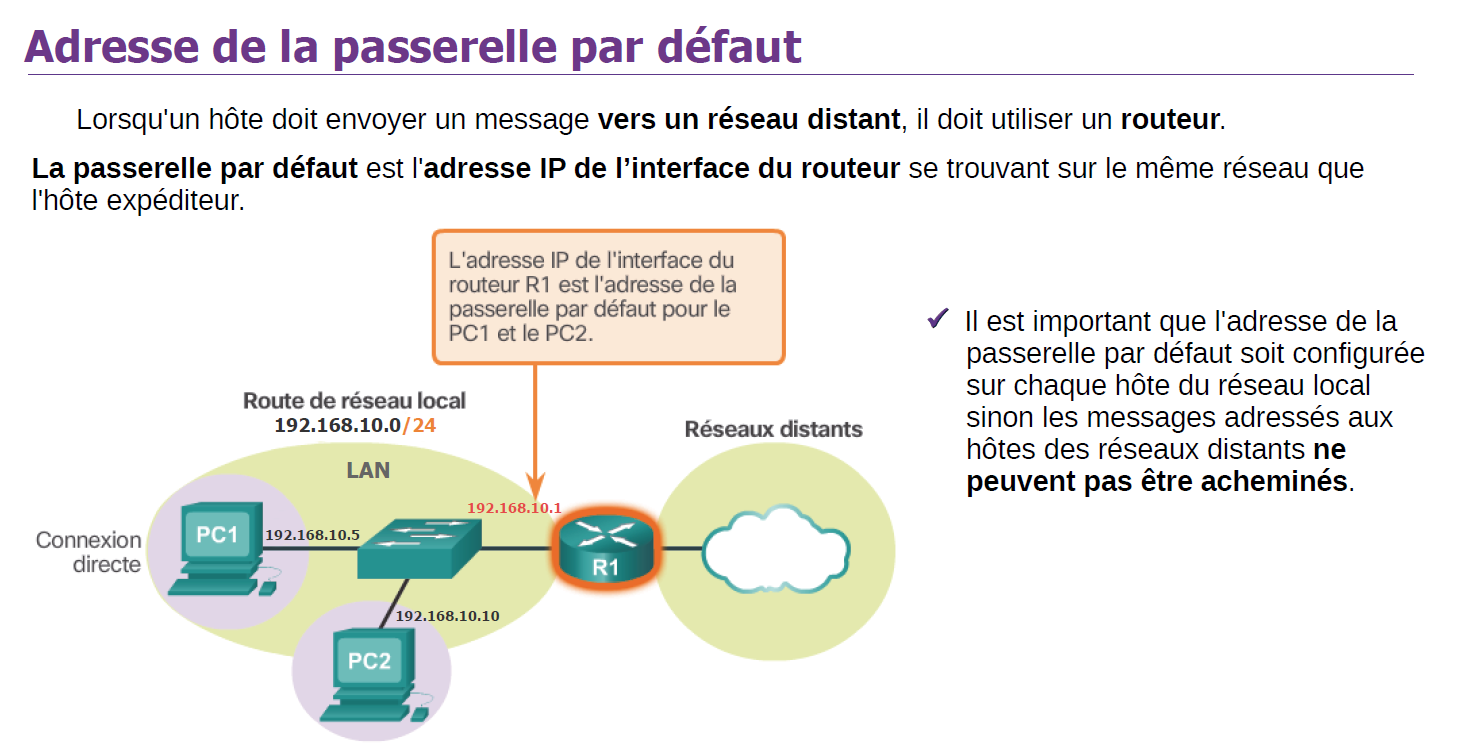 Adresse de la passerelle par défaut
Lorsqu'un hôte doit envoyer un message vers un réseau distant, il doit utiliser un routeur.
La passerelle par défaut est l'adresse IP de l’interface du routeur se trouvant sur le même réseau que
l'hôte expéditeur.
L'adresse IP de l'interface du
routeur R1 est l'adresse de la
passerelle par défaut pour le
PC1 et le PC2.
✓ Il est important que l'adresse de la
passerelle par défaut soit configurée
sur chaque hôte du réseau local
sinon les messages adressés aux
hôtes des réseaux distants ne
peuvent pas être acheminés.
Route de réseau local
192.168.10.0/24
Réseaux distants
LAN
192.168.10.1
Connexion
directe
PC1
192.168.10.5
R1
192.168.10.10
PC2